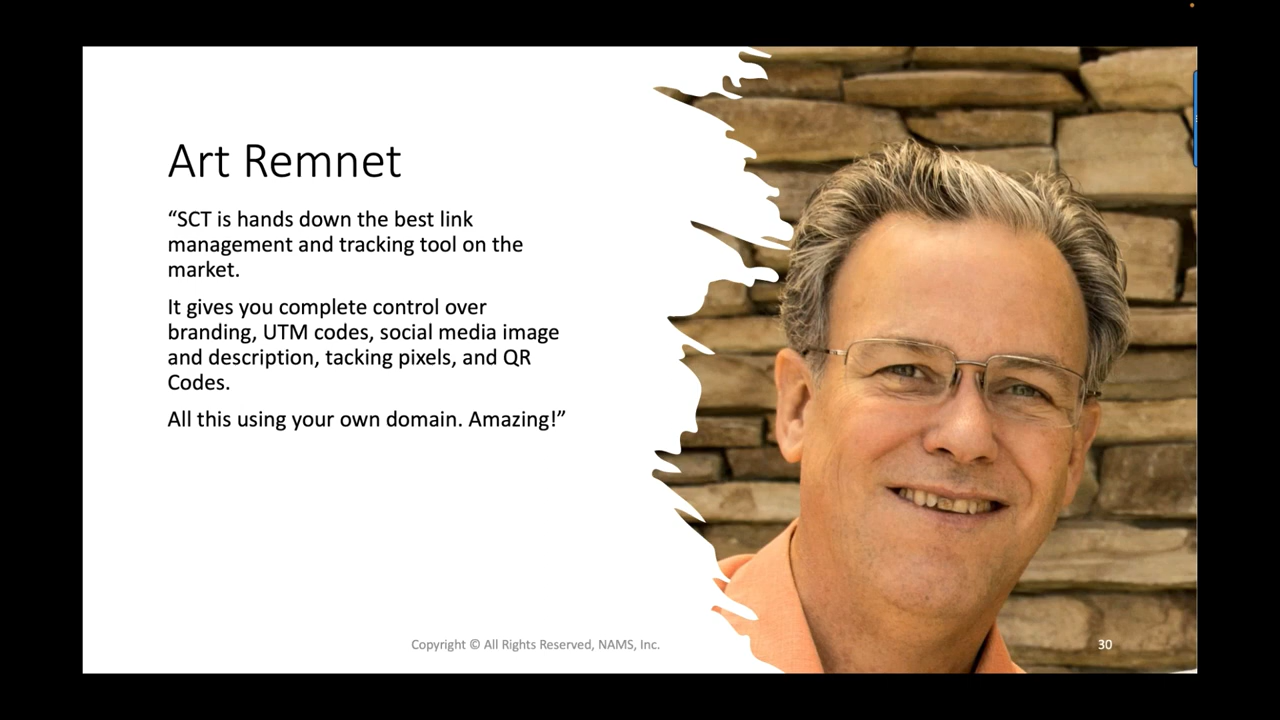 Art Remnet
“SCT is hands down the best link
management and tracking tool on the
market.
It gives you complete control over
branding, UTM codes, social media image
and description, tacking pixels, and QR
Codes.
All this using your own domain. Amazing!”
Copyright © All Rights Reserved, NAMS, Inc.
30